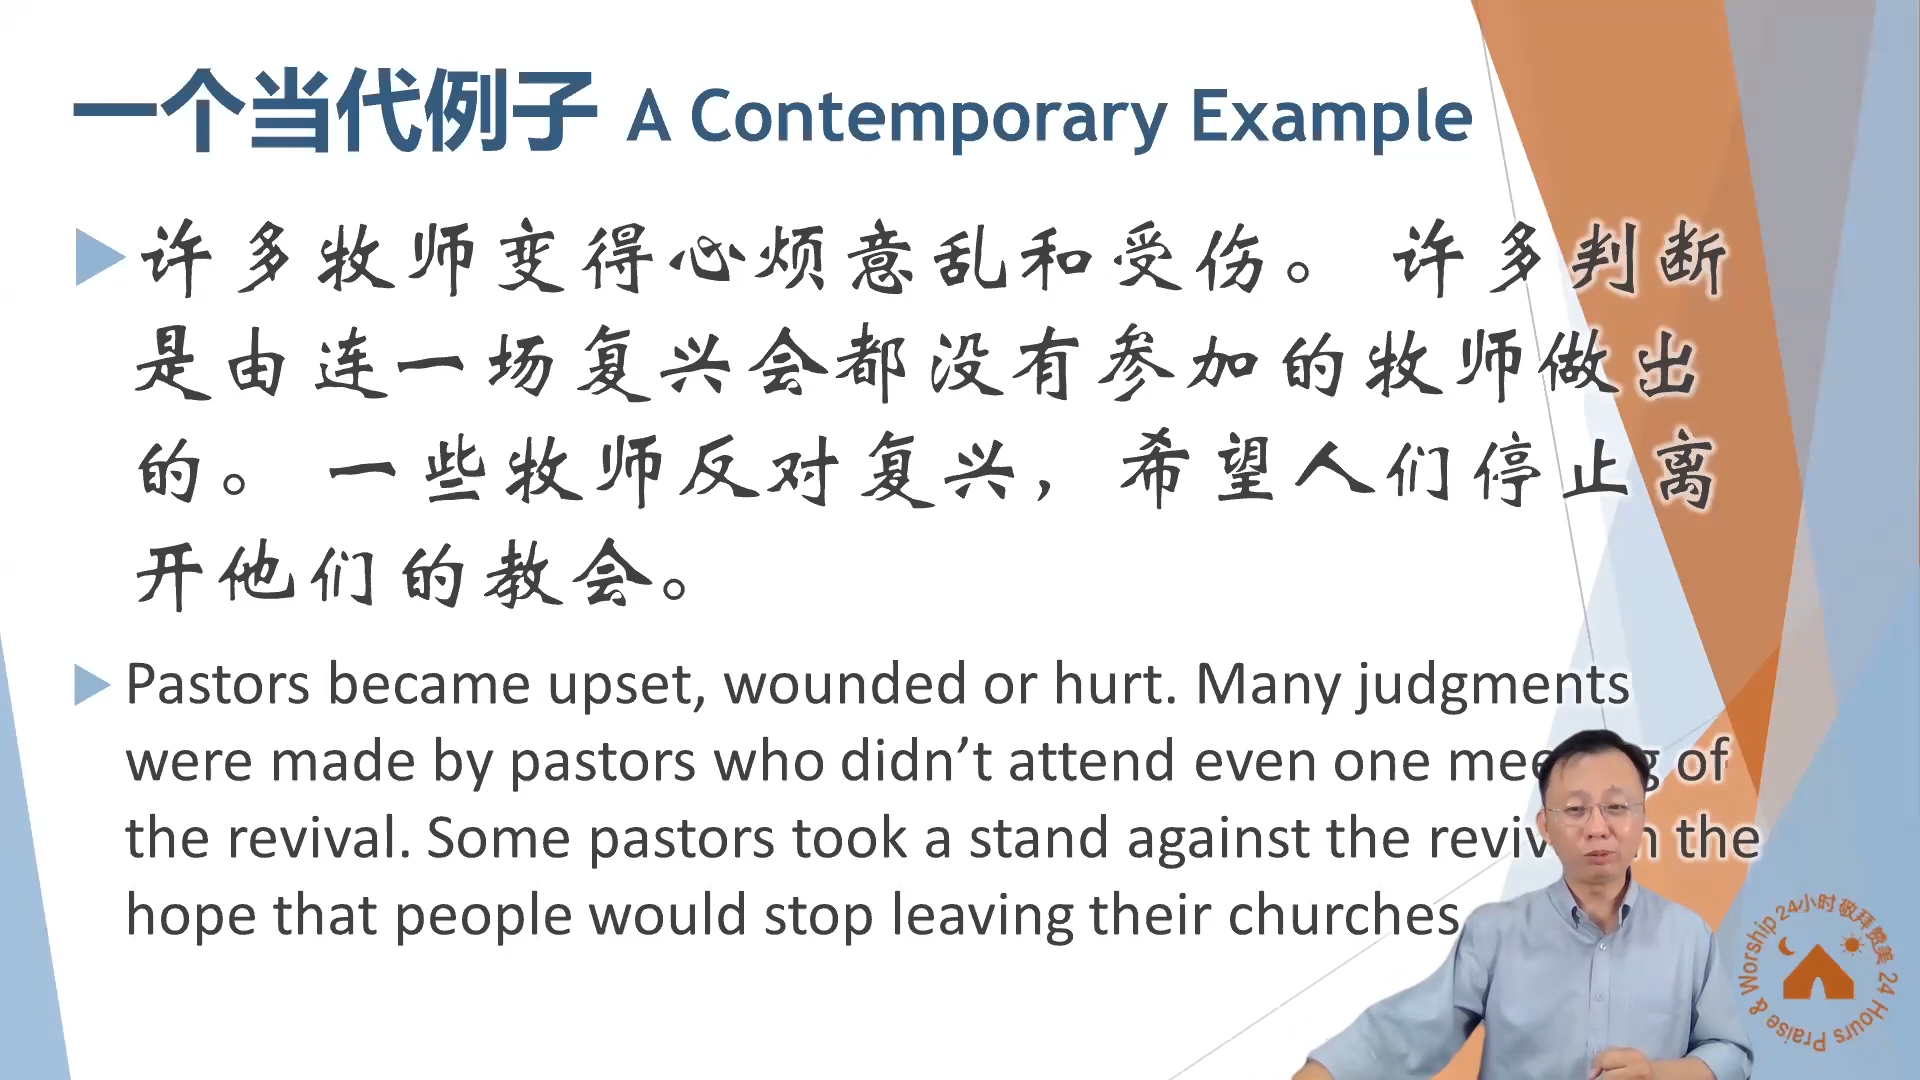 一个当代例子 A Contemporary Example
许多牧师变得心烦意乱和受伤。 许多判断
是由连一场复兴会都没有参加的牧师做出
的。 一些牧师反对复兴，希望人们停止离
开他们的教会。
Pastors became upset, wounded or hurt. Many judgments
were made by pastors who didn’t attend even one of
the revival. Some pastors took a stand against the the
hope that people would stop leaving their churches
24小时敬拜赞美 24 Hours Praise & Worship